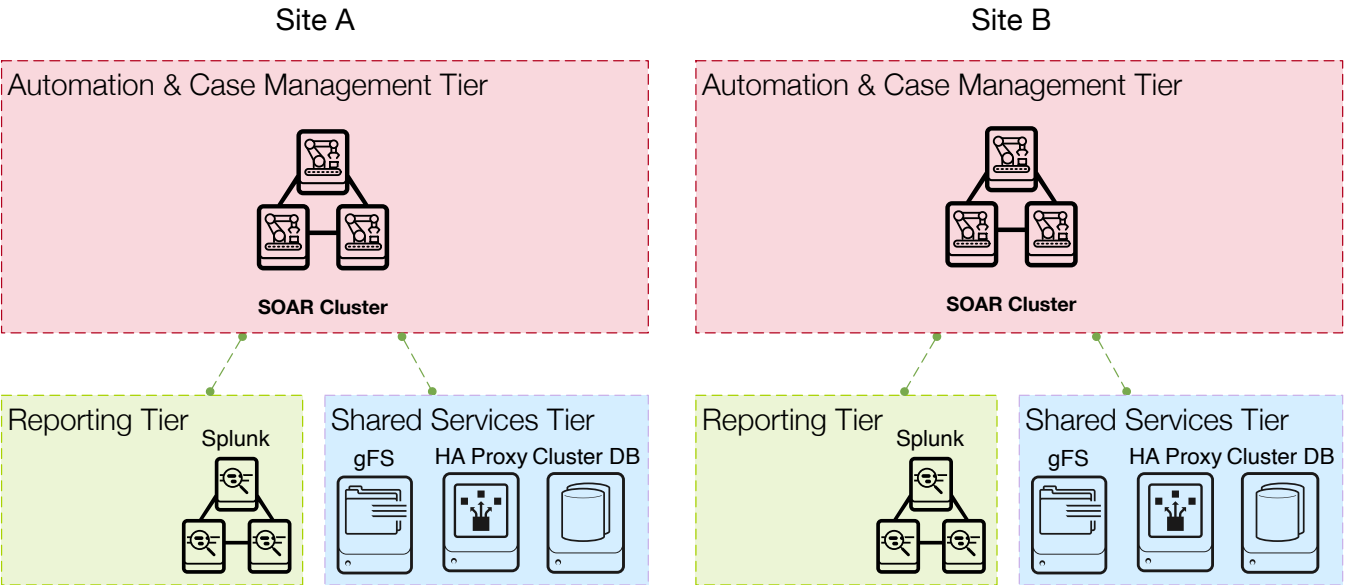 Site A
Site B
Automation & Case Management Tier
SOAR Cluster
Automation & Case Management Tier
SOAR Cluster
Reporting Tier
Splunk
Shared Services Tier
gFS
HA Proxy
Cluster DB
Reporting Tier
Splunk
Shared Services Tier
gFS
HA Proxy
Cluster DB